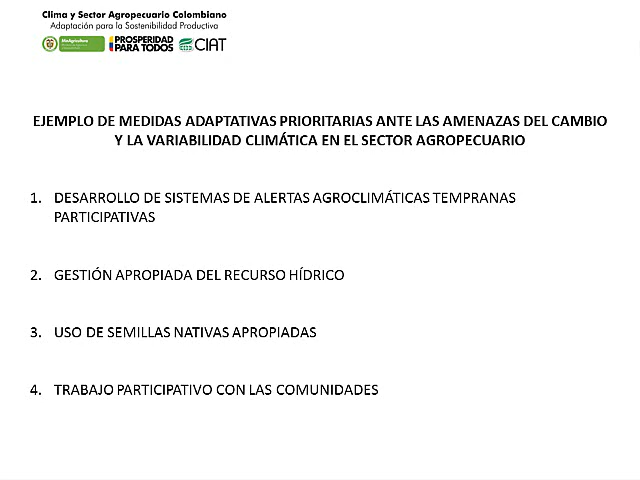 Clima y Sector Agropecuario Colombiano
Adaptación para la Sostenibilidad Productiva
MinAgricultura
PROSPERIDAD
PARA TODOS
CIAT
EJEMPLO DE MEDIDAS ADAPTATIVAS PRIORITARIAS ANTE LAS AMENAZAS DEL CAMBIO
Y LA VARIABILIDAD CLIMÁTICA EN EL SECTOR AGROPECUARIO
1. DESARROLLO DE SISTEMAS DE ALERTAS AGROCLIMÁTICAS TEMPRANAS
PARTICIPATIVAS
2. GESTIÓN APROPIADA DEL RECURSO HÍDRICO
3. USO DE SEMILLAS NATIVAS APROPIADAS
4. TRABAJO PARTICIPATIVO CON LAS COMUNIDADES